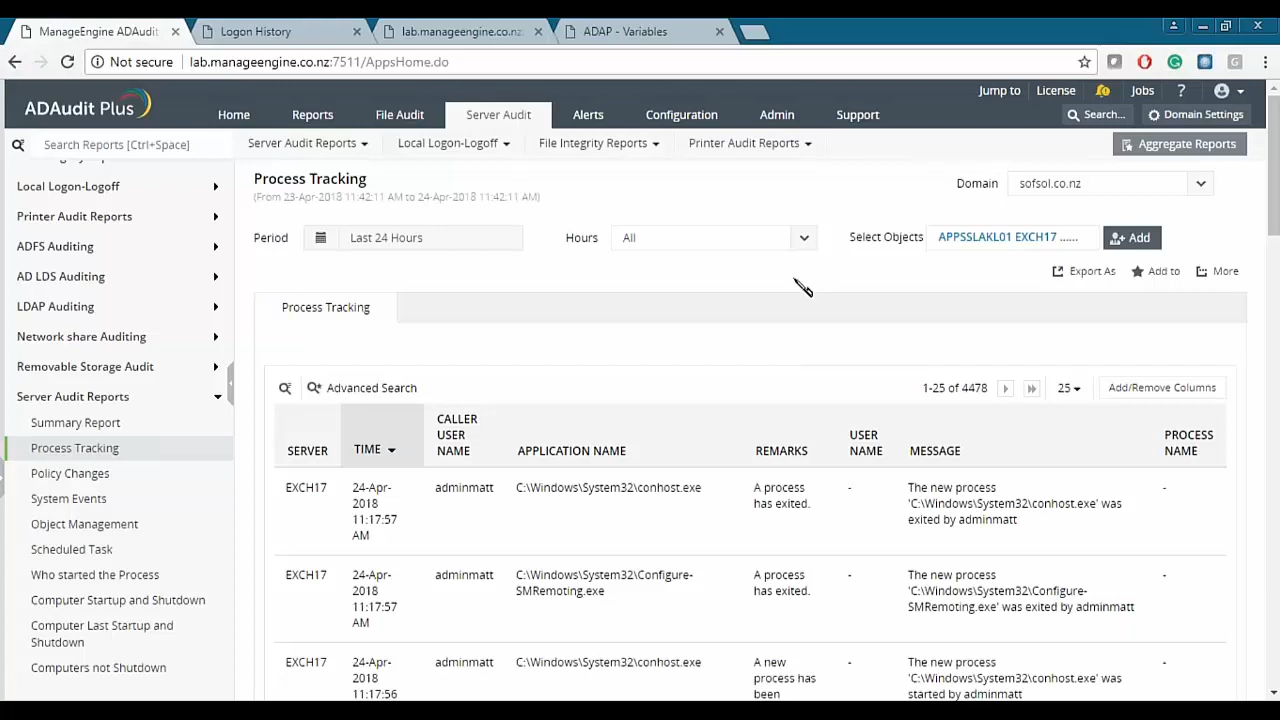 ManageEngine ADAudit
Logon History
lab.manageengine.co.nz
ADAP - Variables
Not secure
lab.manageengine.co.nz:7511/AppsHome.do
Jump to
License
Jobs
?
ADAudit Plus
Home
Reports
File Audit
Server Audit
Alerts
Configuration
Admin
Support
Search...
Domain Settings
Search Reports [Ctrl+Space]
Server Audit Reports
Local Logon-Logoff
File Integrity Reports
Printer Audit Reports
Aggregate Reports
Local Logon-Logoff
Printer Audit Reports
ADFS Auditing
AD LDS Auditing
LDAP Auditing
Network share Auditing
Removable Storage Audit
Server Audit Reports
Summary Report
Process Tracking
Policy Changes
System Events
Object Management
Scheduled Task
Who started the Process
Computer Startup and Shutdown
Computer Last Startup and
Shutdown
Computers not Shutdown
Process Tracking
(From 23-Apr-2018 11:42:11 AM to 24-Apr-2018 11:42:11 AM)
Domain
sofsol.co.nz
Period
Last 24 Hours
Hours
All
Select Objects
APPSSLAKL01 EXCH17 ......
Add
Export As
Add to
More
Process Tracking
Advanced Search
1-25 of 4478
25
Add/Remove Columns
SERVER
TIME
CALLER
USER
NAME
APPLICATION NAME
REMARKS
USER
NAME
MESSAGE
PROCESS
NAME
EXCH17
24-Apr-
2018
11:17:57
AM
adminmatt
C:\Windows\System32\conhost.exe
A process
has exited.
-
The new process
'C:\Windows\System32\conhost.exe' was
exited by adminmatt
-
EXCH17
24-Apr-
2018
11:17:57
AM
adminmatt
C:\Windows\System32\Configure-
SMRemoting.exe
A process
has exited.
-
The new process
'C:\Windows\System32\Configure-
SMRemoting.exe' was exited by adminmatt
-
EXCH17
24-Apr-
2018
11:17:56
adminmatt
C:\Windows\System32\conhost.exe
A new
process has
been
-
The new process
'C:\Windows\System32\conhost.exe' was
started by adminmatt
-